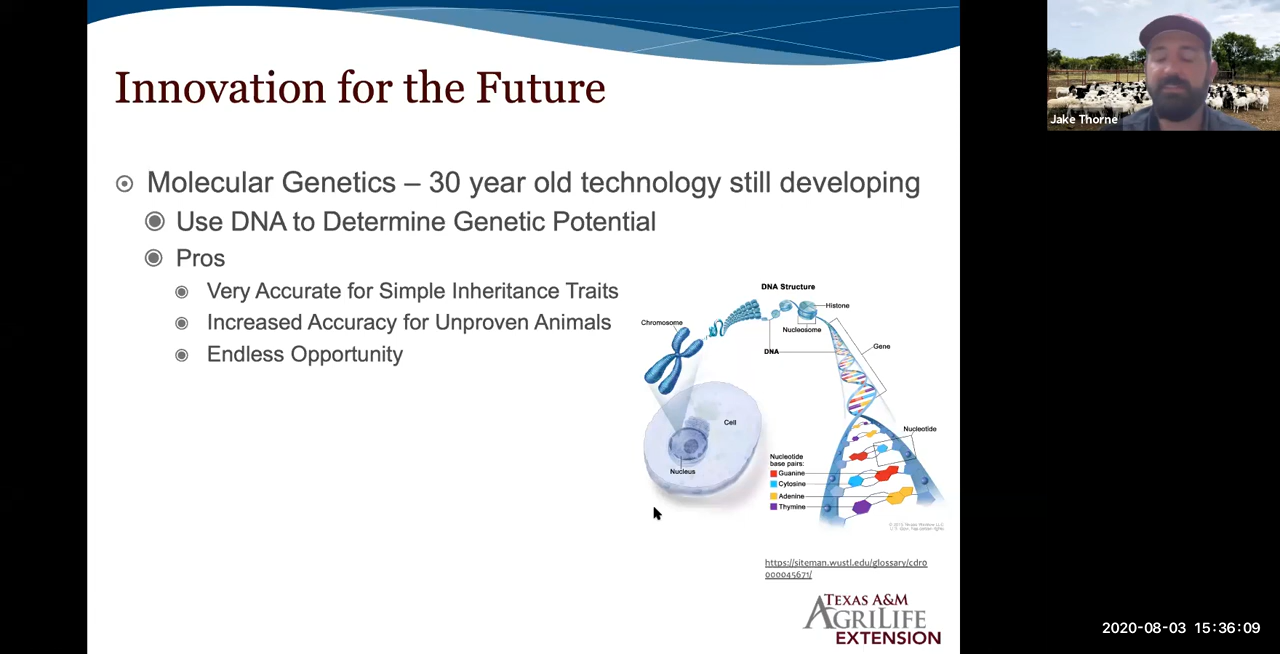 Innovation for the Future
Molecular Genetics – 30 year old technology still developing
Use DNA to Determine Genetic Potential
Pros
Very Accurate for Simple Inheritance Traits
Increased Accuracy for Unproven Animals
Endless Opportunity
DNA Structure
Histone
Chromosome
Nucleosome
DNA
Gene
Cell
Nucleus
Nucleotide
Nucleotide
base pairs:
Guanine
Cytosine
Adenine
Thymine
https://siteman.wustl.edu/glossary/cdr0
000045671/
TEXAS A&M
AGRILIFE
EXTENSION
Jake Thorne
2020-08-03 15:36:09